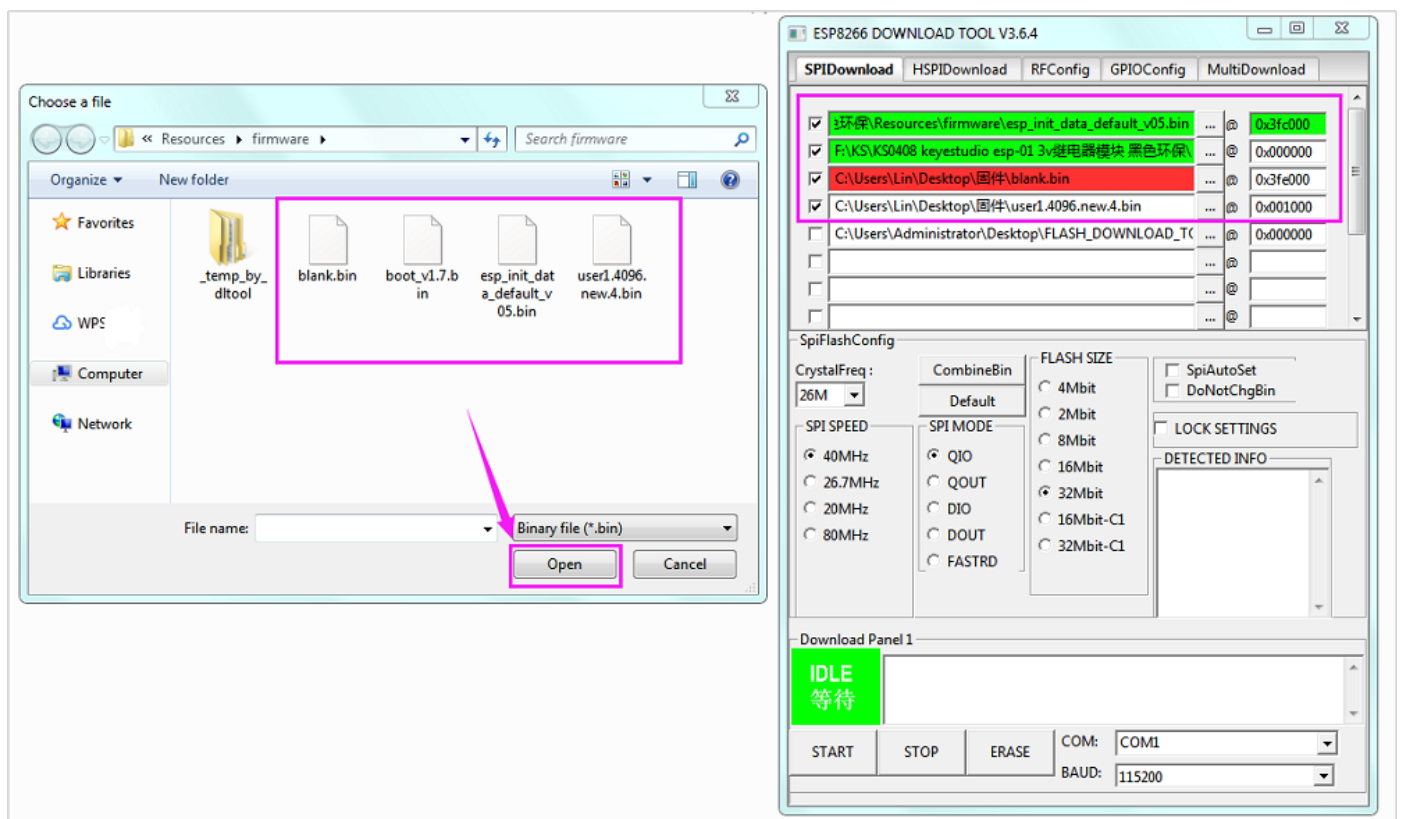 Choose a file
« Resources ▸ firmware ▸
Search firmware
Organize
New folder
Favorites
Libraries
WPS
Computer
Network
_temp_by_
dltool
blank.bin
boot_v1.7.b
in
esp_init_dat
a_default_v
05.bin
user1.4096.
new.4.bin
File name:
Binary file (*.bin)
Open
Cancel
ESP8266 DOWNLOAD TOOL V3.6.4
SPIDownload HSPIDownload RFConfig GPIOConfig MultiDownload
环保\Resources\firmware\esp_init_data_default_v05.bin ... @ 0x3fc000
F:\KS\KS0408 keyestudio esp-01 3v继电器模块 黑色环保\ ... @ 0x000000
C:\Users\Lin\Desktop\固件\blank.bin ... @ 0x3fe000
C:\Users\Lin\Desktop\固件\user1.4096.new.4.bin ... @ 0x001000
C:\Users\Administrator\Desktop\FLASH_DOWNLOAD_TC ... @ 0x000000
... @
... @
... @
SpiFlashConfig
CrystalFreq :
26M
CombineBin
Default
SPI SPEED
40MHz
26.7MHz
20MHz
80MHz
SPI MODE
QIO
QOUT
DIO
DOUT
FASTRD
FLASH SIZE
4Mbit
2Mbit
8Mbit
16Mbit
32Mbit
16Mbit-C1
32Mbit-C1
SpiAutoSet
DoNotChgBin
LOCK SETTINGS
DETECTED INFO
Download Panel 1
IDLE
等待
START
STOP
ERASE
COM: COM1
BAUD: 115200